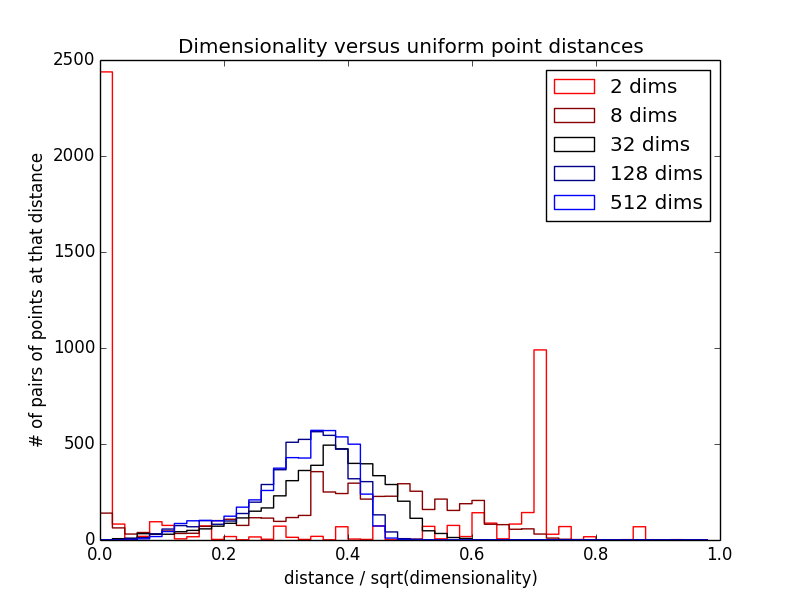 Dimensionality versus uniform point distances
2500
2000
1500
1000
500
0
# of pairs of points at that distance
2 dims
8 dims
32 dims
128 dims
512 dims
0.0 0.2 0.4 0.6 0.8 1.0
distance / sqrt(dimensionality)